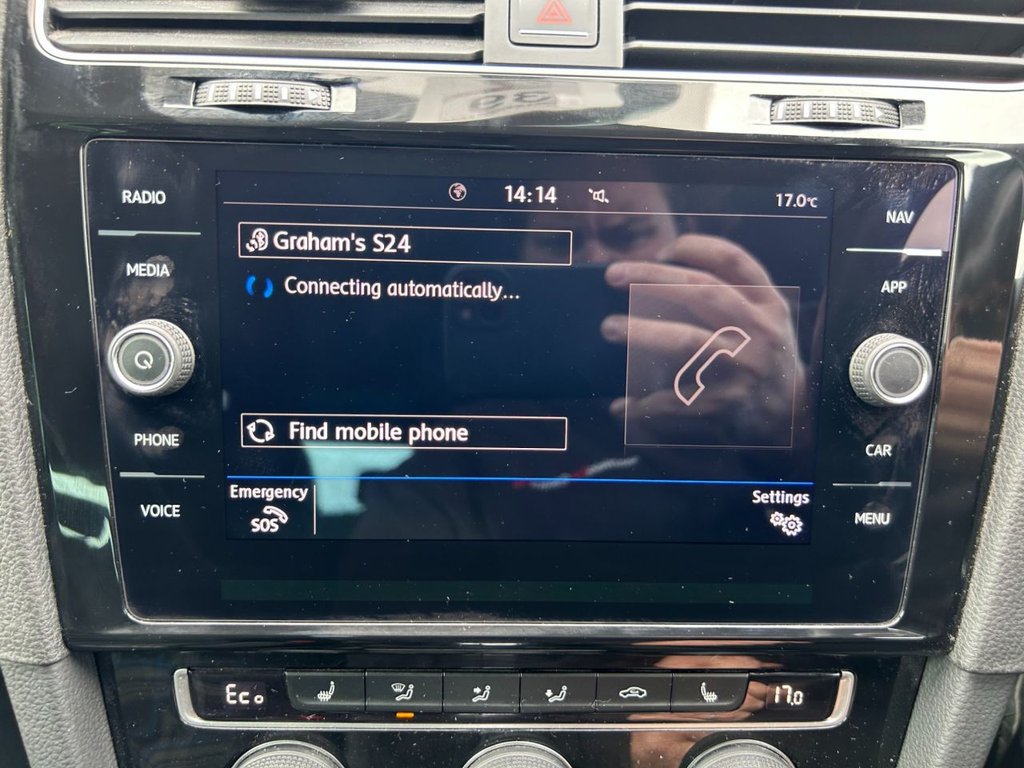 14:14
17.0°C
RADIO
MEDIA
PHONE
VOICE
Graham's S24
Connecting automatically...
Find mobile phone
Emergency
SOS
Settings
NAV
APP
CAR
MENU
Eco
17.0